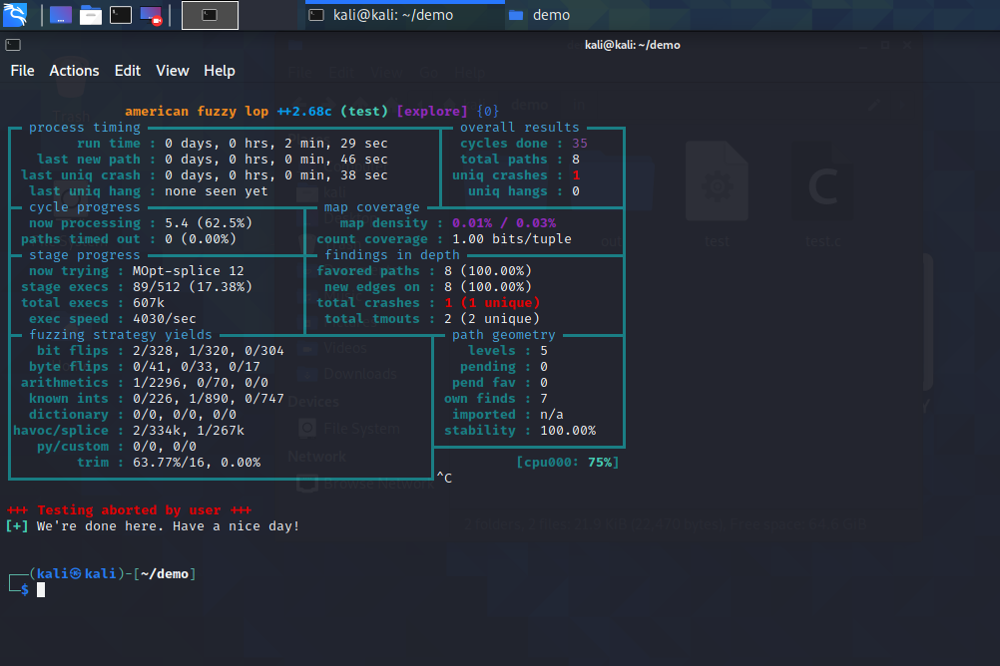 kali@kali: ~/demo
demo
kali@kali: ~/demo
File Actions Edit View Help
american fuzzy lop ++2.68c (test) [explore] {0}
process timing
overall results
run time : 0 days, 0 hrs, 2 min, 29 sec
cycles done : 35
last new path : 0 days, 0 hrs, 0 min, 46 sec
total paths : 8
last uniq crash : 0 days, 0 hrs, 0 min, 38 sec
uniq crashes : 1
last uniq hang : none seen yet
uniq hangs : 0
cycle progress
map coverage
now processing : 5.4 (62.5%)
map density : 0.01% / 0.03%
paths timed out : 0 (0.00%)
count coverage : 1.00 bits/tuple
stage progress
findings in depth
now trying : MOpt-splice 12
favored paths : 8 (100.00%)
stage execs : 89/512 (17.38%)
new edges on : 8 (100.00%)
total execs : 607k
total crashes : 1 (1 unique)
exec speed : 4030/sec
total tmouts : 2 (2 unique)
fuzzing strategy yields
path geometry
bit flips : 2/328, 1/320, 0/304
levels : 5
byte flips : 0/41, 0/33, 0/17
pending : 0
arithmetics : 1/2296, 0/70, 0/0
pend fav : 0
known ints : 0/226, 1/890, 0/747
own finds : 7
dictionary : 0/0, 0/0, 0/0
imported : n/a
havoc/splice : 2/334k, 1/267k
stability : 100.00%
py/custom : 0/0, 0/0
trim : 63.77%/16, 0.00%
[cpu000: 75%]
^C
+++ Testing aborted by user +++
[+] We're done here. Have a nice day!
(kali㉿kali)-[~/demo]
$
test
test.c
Videos
Downloads
Devices
File System
Network
Browse Network